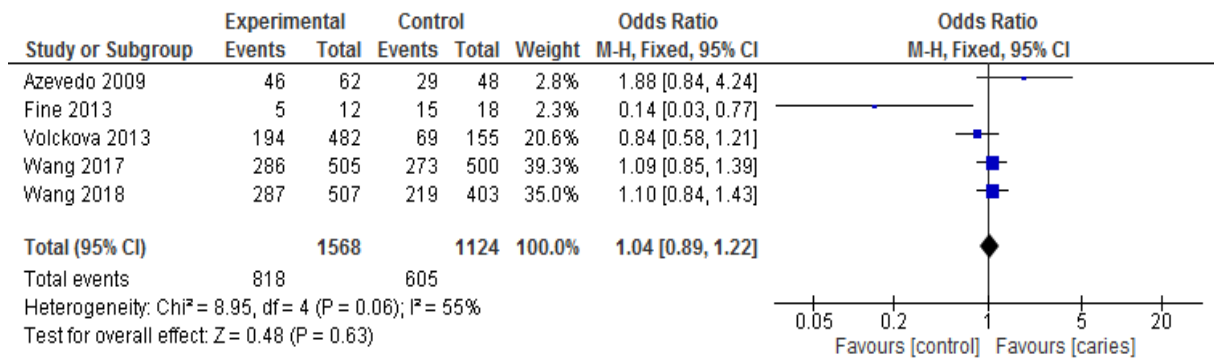 Experimental Control Odds Ratio Odds Ratio
Study or Subgroup Events Total Events Total Weight M-H, Fixed, 95% CI M-H, Fixed, 95% CI
Azevedo 2009 46 62 29 48 2.8% 1.88 [0.84, 4.24]
Fine 2013 5 12 15 18 2.3% 0.14 [0.03, 0.77]
Volckova 2013 194 482 69 155 20.6% 0.84 [0.58, 1.21]
Wang 2017 286 505 273 500 39.3% 1.09 [0.85, 1.39]
Wang 2018 287 507 219 403 35.0% 1.10 [0.84, 1.43]
Total (95% CI) 1568 1124 100.0% 1.04 [0.89, 1.22]
Total events 818 605
Heterogeneity: Chi² = 8.95, df = 4 (P = 0.06); I² = 55%
Test for overall effect: Z = 0.48 (P = 0.63)
0.05 0.2 1 5 20
Favours [control] Favours [caries]